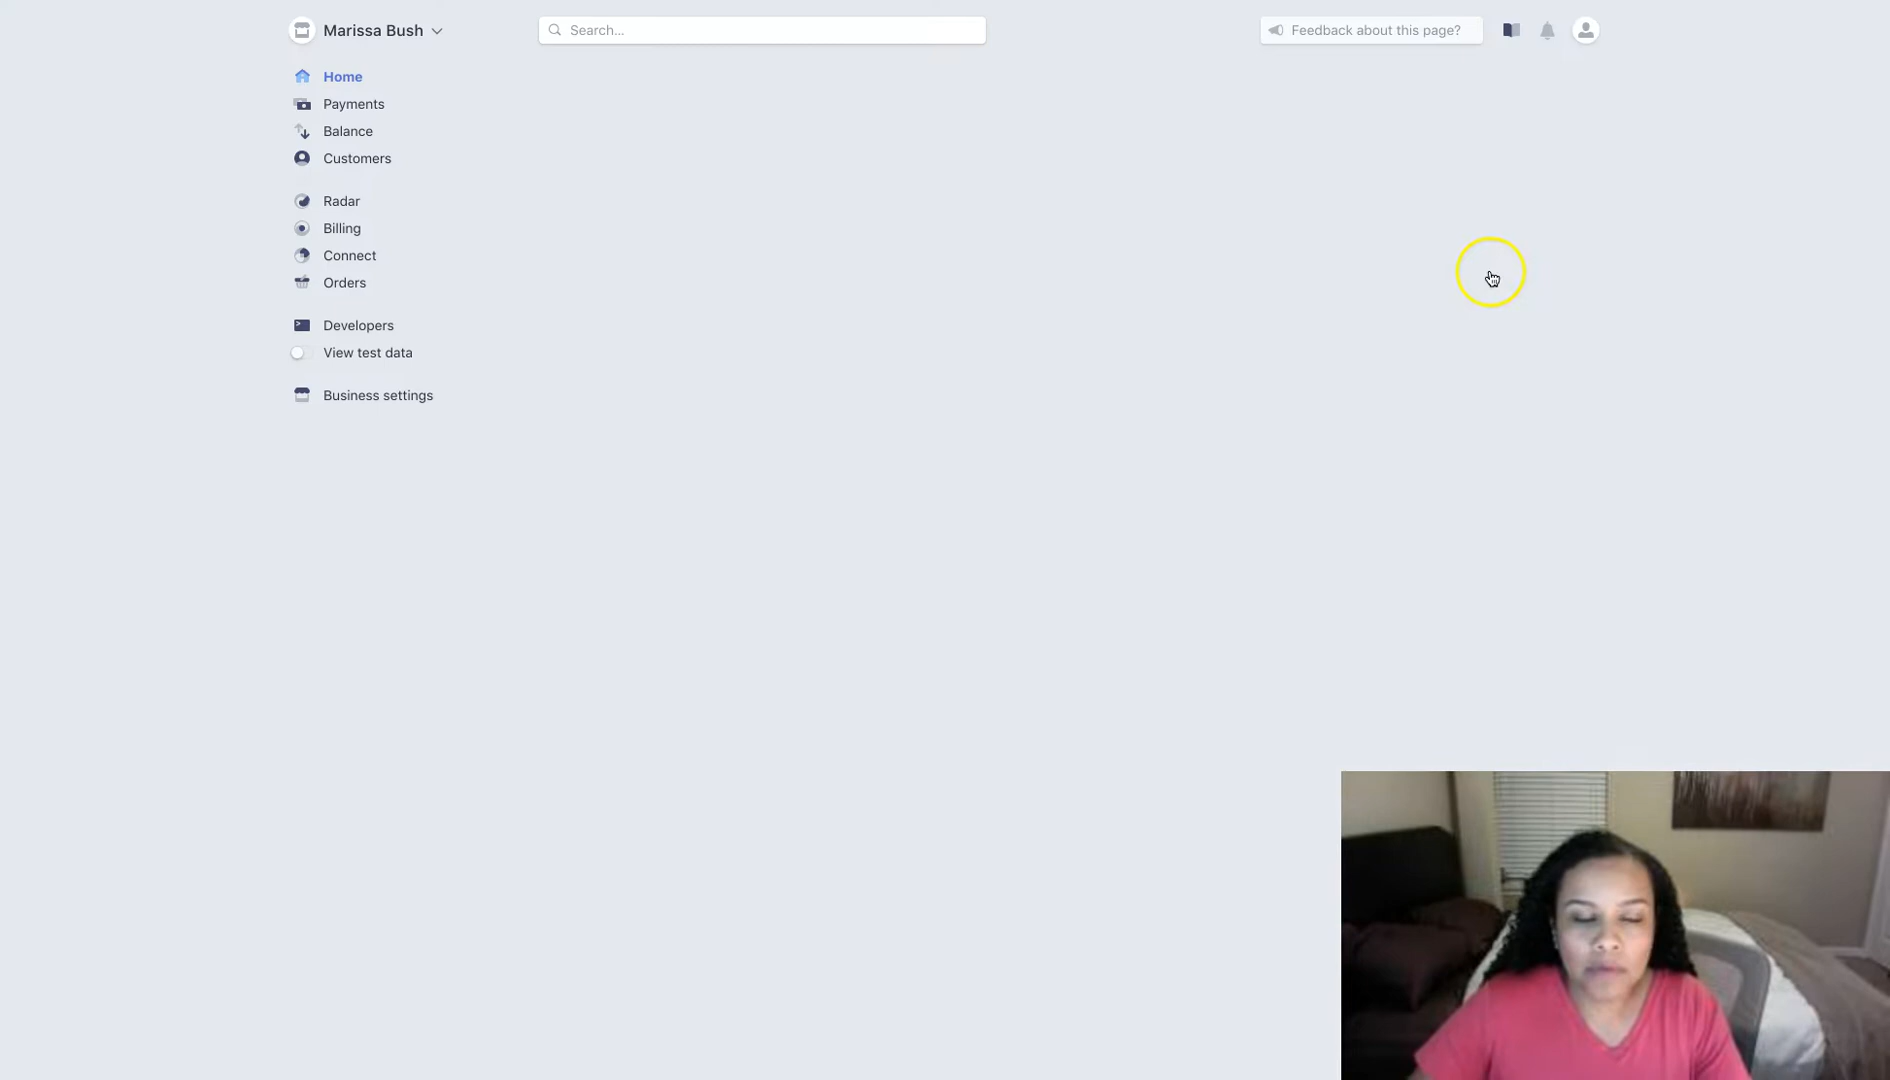 Marissa Bush
Search...
Feedback about this page?
Home
Payments
Balance
Customers
Radar
Billing
Connect
Orders
Developers
View test data
Business settings